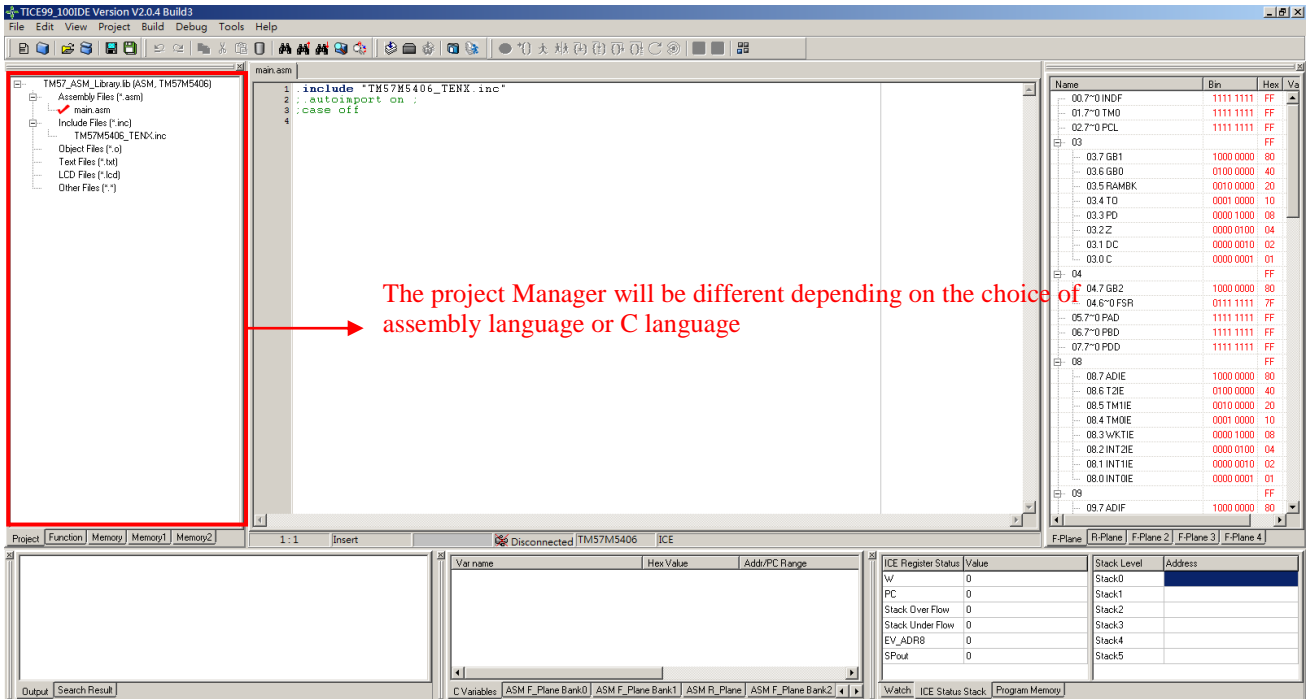 TICE99_100IDE Version V2.0.4 Build3
File Edit View Project Build Debug Tools Help
TM57_ASM_Library.lib (ASM, TM57M5406)
Assembly Files (*.asm)
main.asm
Include Files (*.inc)
TM57M5406_TENX.inc
Object Files (*.o)
Text Files (*.txt)
LCD Files (*.lcd)
Other Files (*.*)
Project Function Memory Memory1 Memory2
main.asm
1 .include "TM57M5406_TENX.inc"
2 ;.autoimport on ;
3 ;case off
4
The project Manager will be different depending on the choice of
assembly language or C language
1:1 Insert Disconnected TM57M5406 ICE
Name Bin Hex Va
00.7~0 INDF 1111 1111 FF
01.7~0 TM0 1111 1111 FF
02.7~0 PCL 1111 1111 FF
03 FF
03.7 GB1 1000 0000 80
03.6 GB0 0100 0000 40
03.5 RAMBK 0010 0000 20
03.4 TO 0001 0000 10
03.3 PD 0000 1000 08
03.2 Z 0000 0100 04
03.1 DC 0000 0010 02
03.0 C 0000 0001 01
04 FF
04.7 GB2 1000 0000 80
04.6~0 FSR 0111 1111 7F
05.7~0 PAD 1111 1111 FF
06.7~0 PBD 1111 1111 FF
07.7~0 PDD 1111 1111 FF
08 FF
08.7 ADIE 1000 0000 80
08.6 T2IE 0100 0000 40
08.5 TM1IE 0010 0000 20
08.4 TM0IE 0001 0000 10
08.3 WKTIE 0000 1000 08
08.2 INT2IE 0000 0100 04
08.1 INT1IE 0000 0010 02
08.0 INT0IE 0000 0001 01
09 FF
09.7 ADIF 1000 0000 80
F-Plane R-Plane F-Plane 2 F-Plane 3 F-Plane 4
Output Search Result
Var name Hex Value Addr/PC Range
C Variables ASM F_Plane Bank0 ASM F_Plane Bank1 ASM R_Plane ASM F_Plane Bank2
ICE Register Status Value
W 0
PC 0
Stack Over Flow 0
Stack Under Flow 0
EV_ADR8 0
SPout 0
Stack Level Address
Stack0
Stack1
Stack2
Stack3
Stack4
Stack5
Watch ICE Status Stack Program Memory